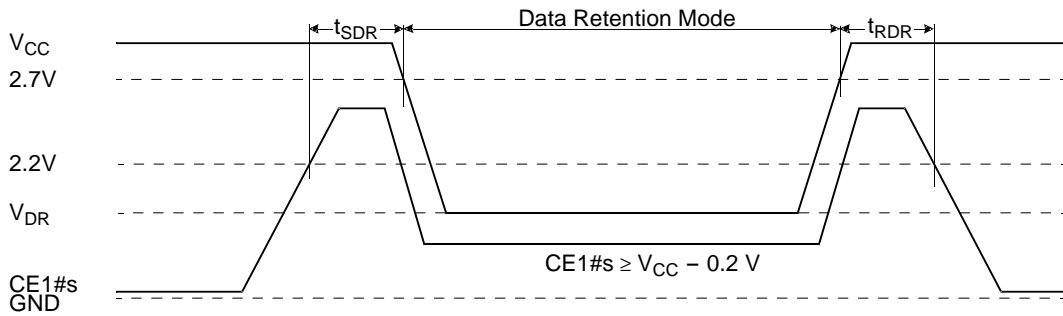 tSDR
Data Retention Mode
tRDR
VCC
2.7V
2.2V
VDR
CE1#s ≥ VCC − 0.2 V
CE1#s
GND